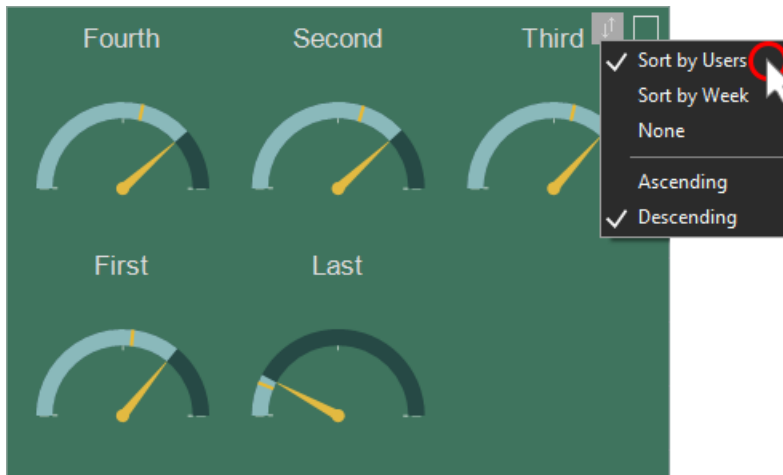 Fourth
Second
Third
Sort by Users
Sort by Week
None
Ascending
Descending
First
Last